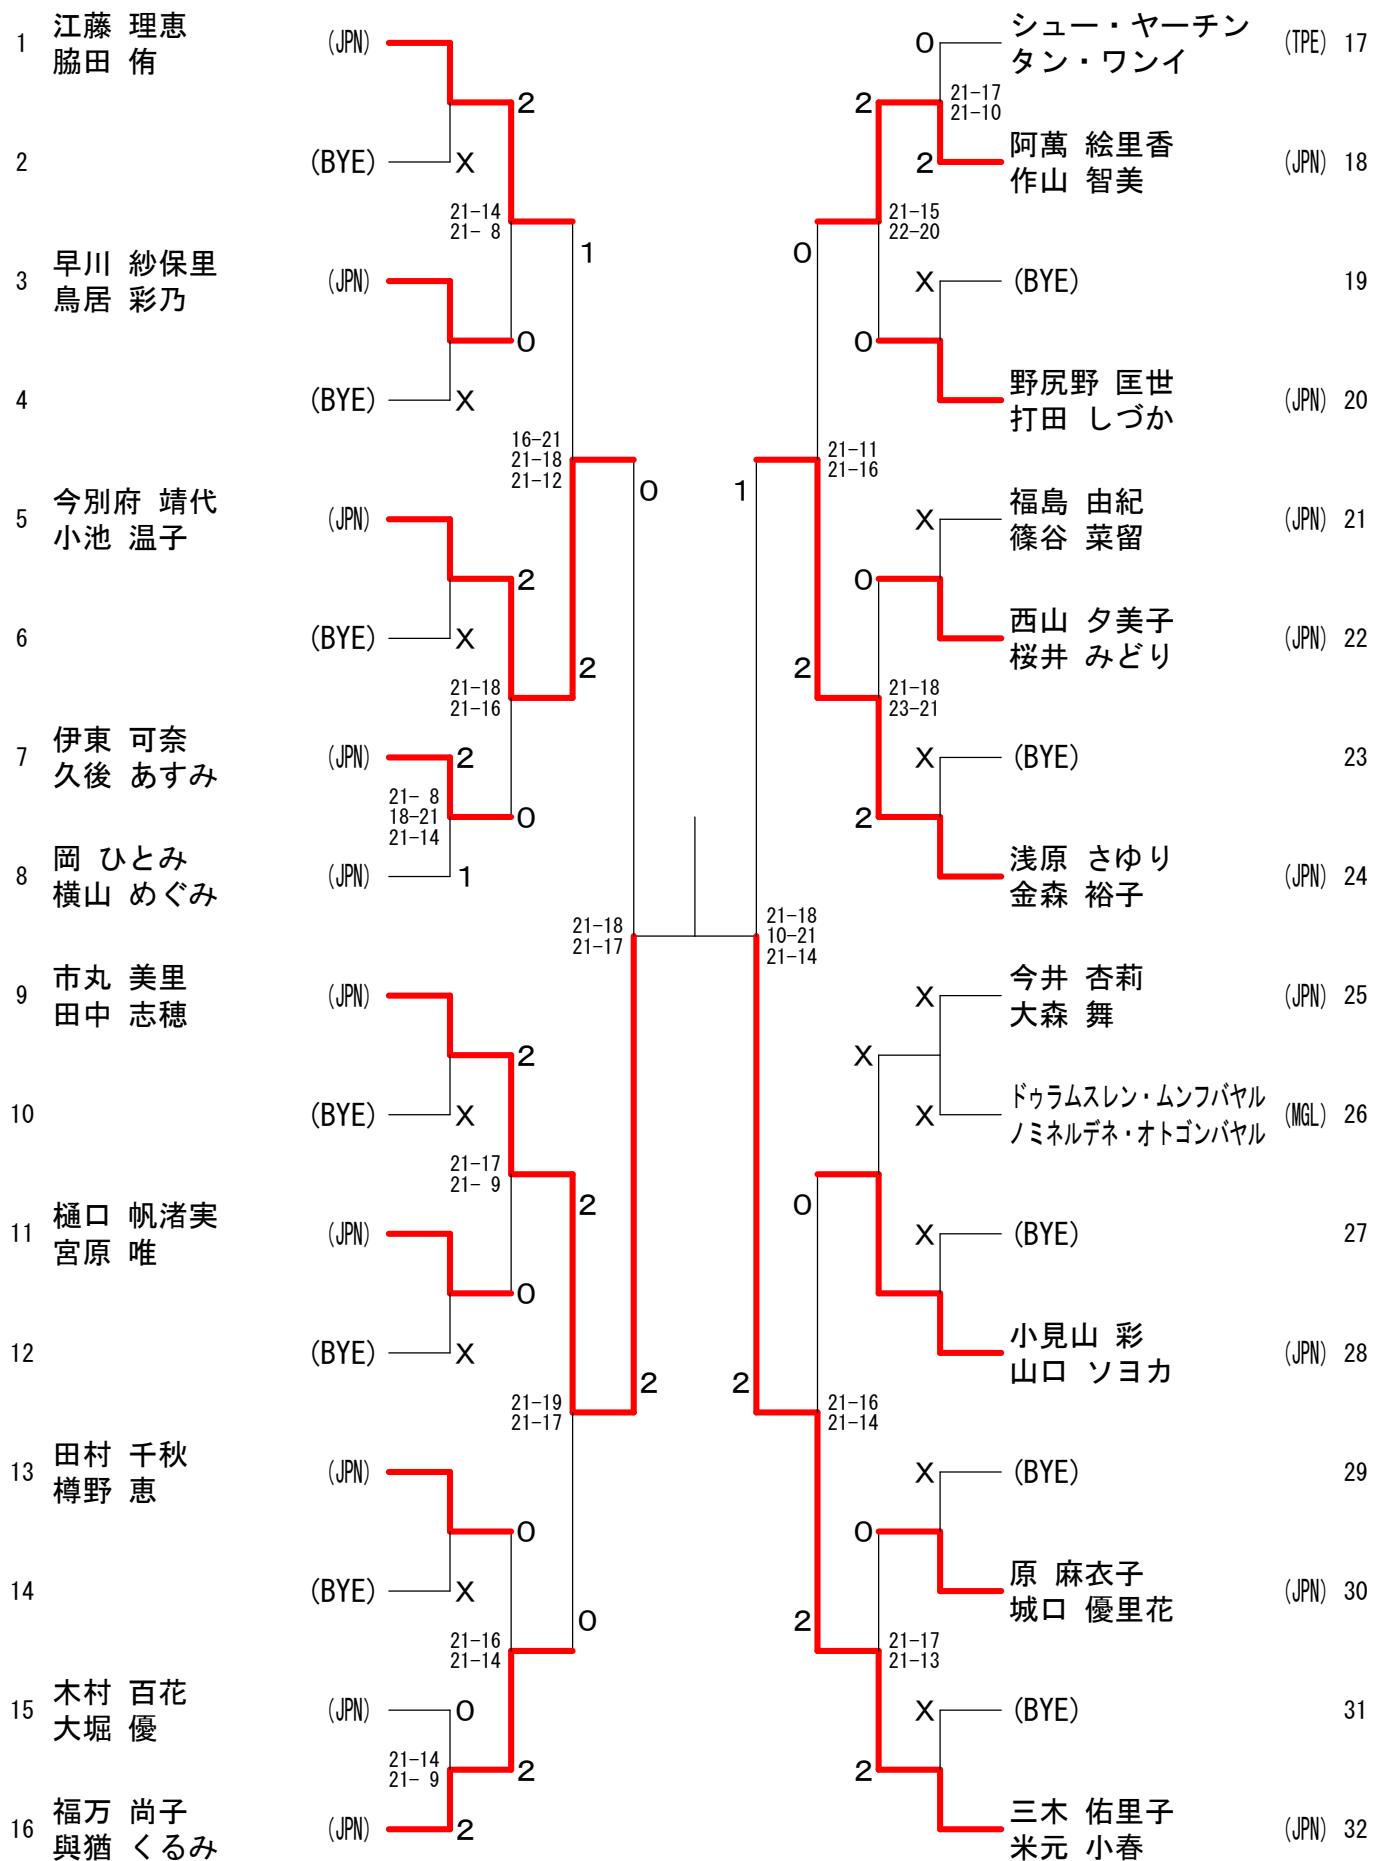 1 江藤 理恵 (JPN)
脇田 侑
2
2 (BYE) X
21-14
21- 8
1
3 早川 紗保里 (JPN)
鳥居 彩乃
0
4 (BYE) X
16-21
21-18
21-12
0
5 今別府 靖代 (JPN)
小池 温子
2
6 (BYE) X
2
21-18
21-16
7 伊東 可奈 (JPN) 2
久後 あすみ
21- 8
18-21
21-14
0
8 岡 ひとみ (JPN) 1
横山 めぐみ
21-18
21-17
9 市丸 美里 (JPN)
田中 志穂
2
10 (BYE) X
21-17
21- 9
2
11 樋口 帆渚実 (JPN)
宮原 唯
0
12 (BYE) X
2
21-19
21-17
13 田村 千秋 (JPN)
樽野 恵
0
14 (BYE) X
0
21-16
21-14
15 木村 百花 (JPN) 0
大堀 優
21-14
21- 9
2
16 福万 尚子 (JPN) 2
與猶 くるみ
0 シュー・ヤーチン (TPE) 17
タン・ワンイ
2
21-17
21-10
2 阿萬 絵里香 (JPN) 18
作山 智美
21-15
22-20
0
X (BYE) 19
0
野尻野 匡世 (JPN) 20
打田 しづか
21-11
21-16
1
X 福島 由紀 (JPN) 21
篠谷 菜留
0
西山 夕美子 (JPN) 22
桜井 みどり
2
21-18
23-21
X (BYE) 23
2
浅原 さゆり (JPN) 24
金森 裕子
21-18
10-21
21-14
X 今井 杏莉 (JPN) 25
大森 舞
X
X ドゥラムスレン・ムンフバヤル (MGL) 26
ノミネルデネ・オトゴンバヤル
0
X (BYE) 27
小見山 彩 (JPN) 28
山口 ソヨカ
2
21-16
21-14
X (BYE) 29
0
原 麻衣子 (JPN) 30
城口 優里花
2
21-17
21-13
X (BYE) 31
2
三木 佑里子 (JPN) 32
米元 小春